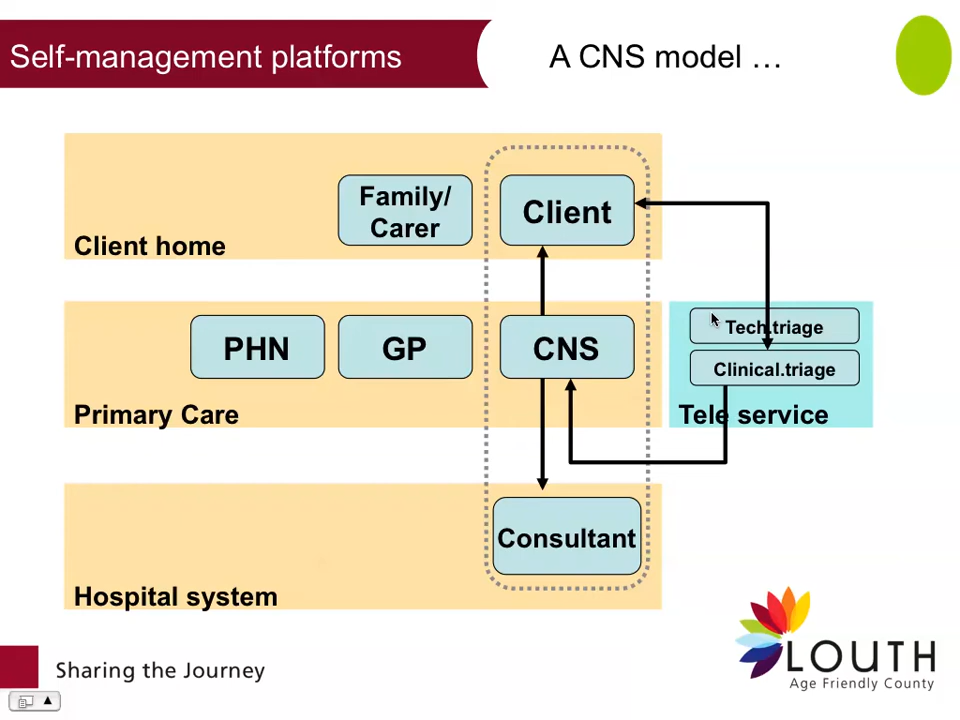 Self-management platforms
A CNS model …
Family/
Carer
Client
Client home
PHN
GP
CNS
Tech.triage
Clinical.triage
Primary Care
Tele service
Consultant
Hospital system
Sharing the Journey
LOUTH
Age Friendly County